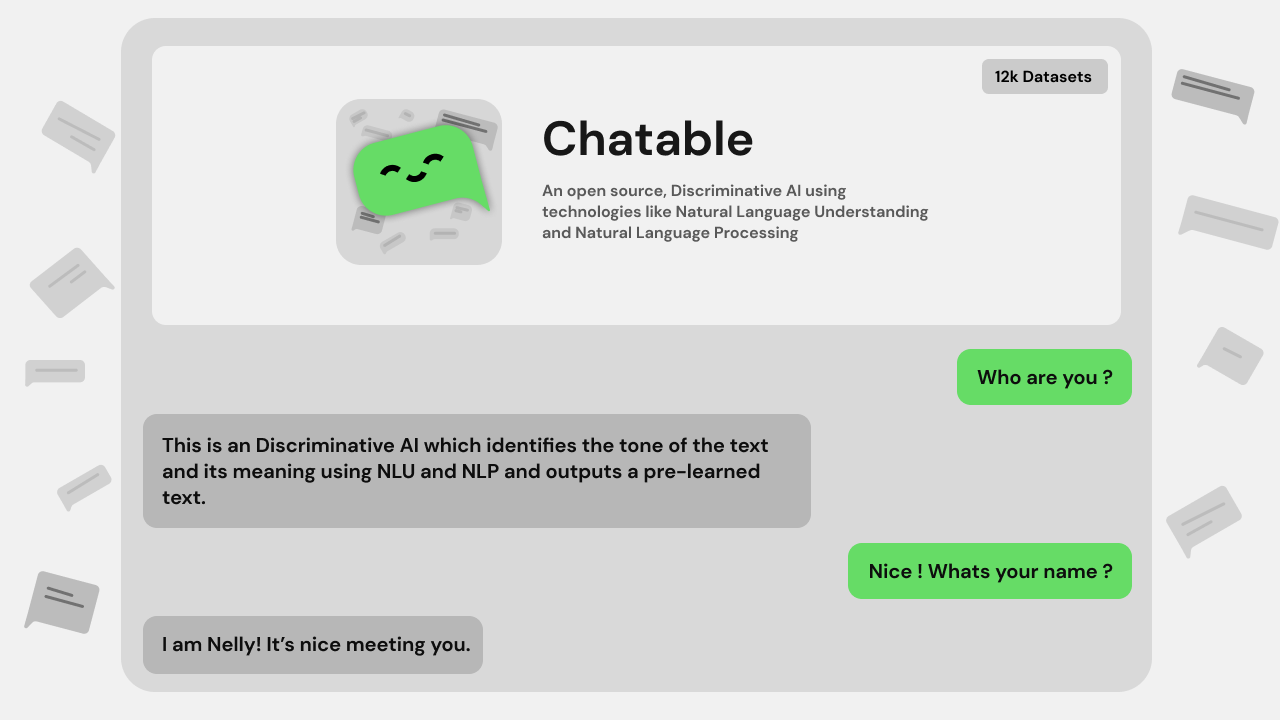 12k Datasets
Chatable
An open source, Discriminative AI using
technologies like Natural Language Understanding
and Natural Language Processing
Who are you ?
This is an Discriminative AI which identifies the tone of the text
and its meaning using NLU and NLP and outputs a pre-learned
text.
Nice ! Whats your name ?
I am Nelly! It’s nice meeting you.